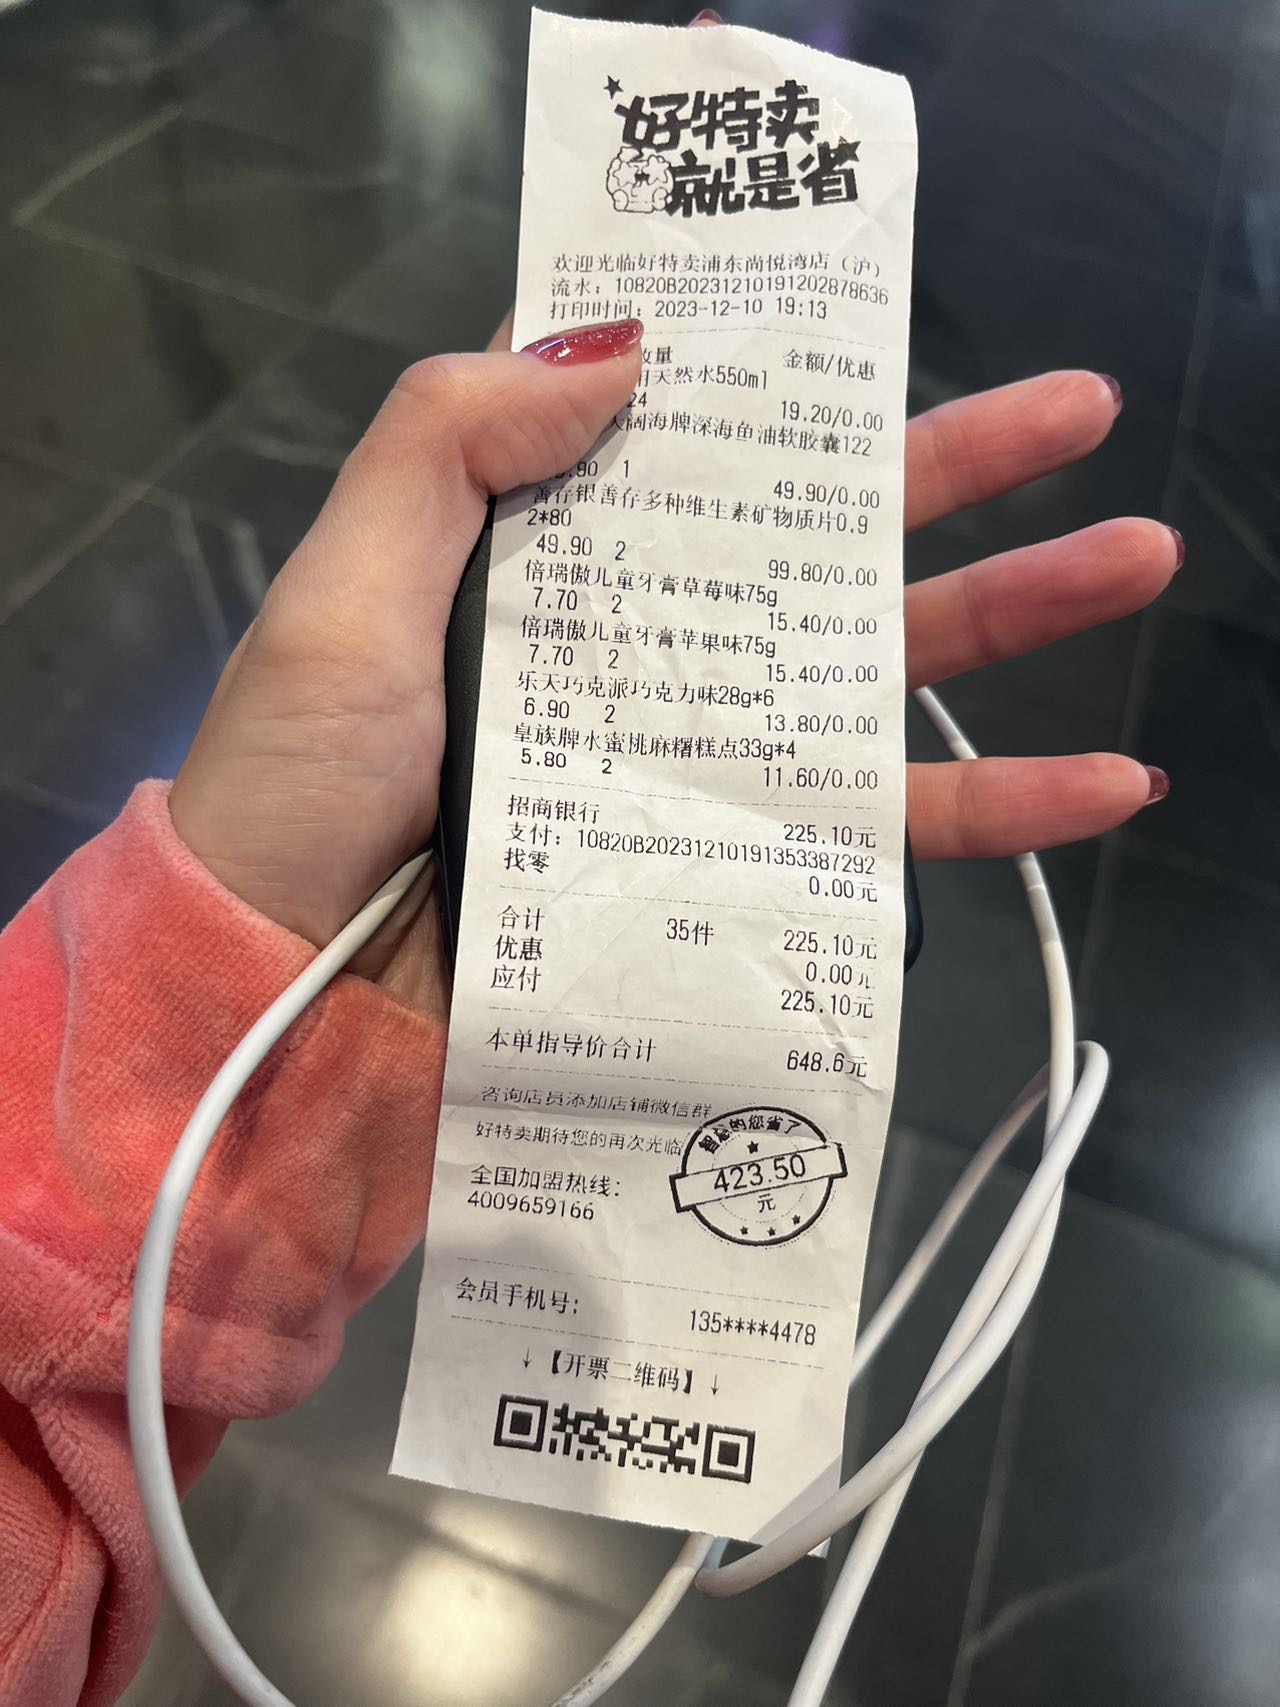 好特卖
就是省
欢迎光临好特卖浦东尚悦湾店（沪）
流水：10820B202312101912028786​36
打印时间：2023-12-10 19:13
数量 金额/优惠
天然水550ml
24 19.20/0.00
阔海牌深海鱼油软胶囊122
.90 1 49.90/0.00
善存银善存多种维生素矿物质片0.9
2*80
49.90 2 99.80/0.00
倍瑞傲儿童牙膏草莓味75g
7.70 2 15.40/0.00
倍瑞傲儿童牙膏苹果味75g
7.70 2 15.40/0.00
乐天巧克派巧克力味28g*6
6.90 2 13.80/0.00
皇族牌水蜜桃麻糬糕点33g*4
5.80 2 11.60/0.00
招商银行 225.10元
支付：10820B20231210191353387292
找零 0.00元
合计 35件 225.10元
优惠 0.00元
应付 225.10元
本单指导价合计 648.6元
咨询店员添加店铺微信群
好特卖期待您的再次光临
智慧的您省了
423.50
元
全国加盟热线：
4009659166
会员手机号： 135****4478
↓【开票二维码】↓